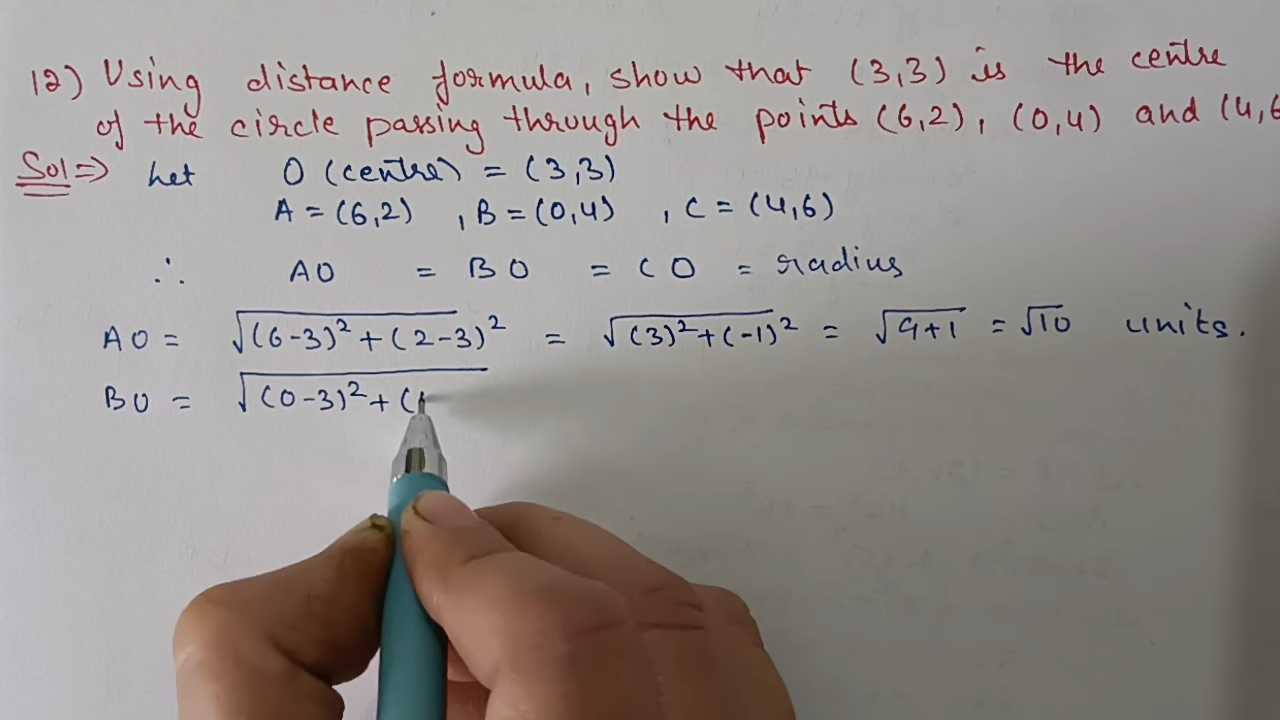 12) Using distance formula, show that (3,3) is the centre
of the circle passing through the points (6,2), (0,4) and (4,6
Sol⇒ Let O (centre) = (3,3)
A = (6,2) , B = (0,4) , C = (4,6)
∴ AO = BO = CO = radius
AO = √(6-3)² + (2-3)² = √(3)² + (-1)² = √9+1 = √10 units.
BO = √(0-3)² + (